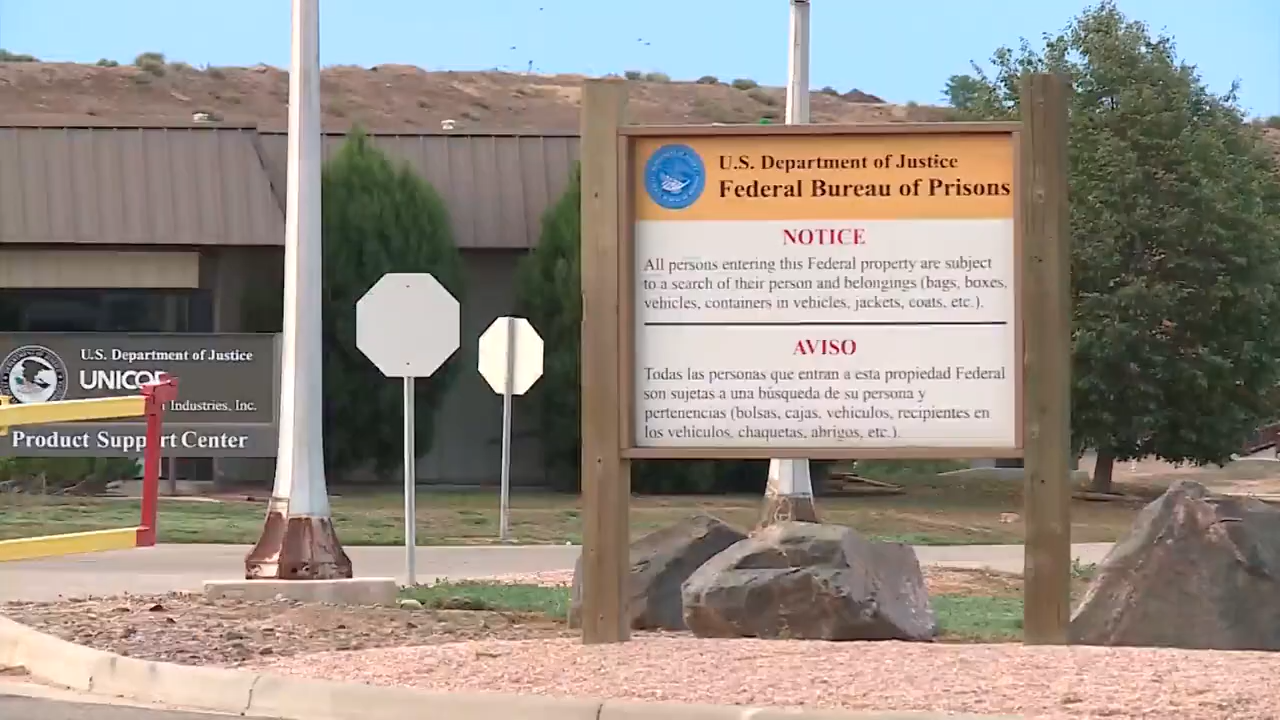 U.S. Department of Justice
Federal Bureau of Prisons
NOTICE
All persons entering this Federal property are subject
to a search of their person and belongings (bags, boxes,
vehicles, containers in vehicles, jackets, coats, etc.).
AVISO
Todas las personas que entran a esta propiedad Federal
son sujetas a una búsqueda de su persona y
pertenencias (bolsas, cajas, vehiculos, recipientes en
los vehiculos, chaquetas, abrigos, etc.).
U.S. Department of Justice
UNICOR
Industries, Inc.
Product Support Center